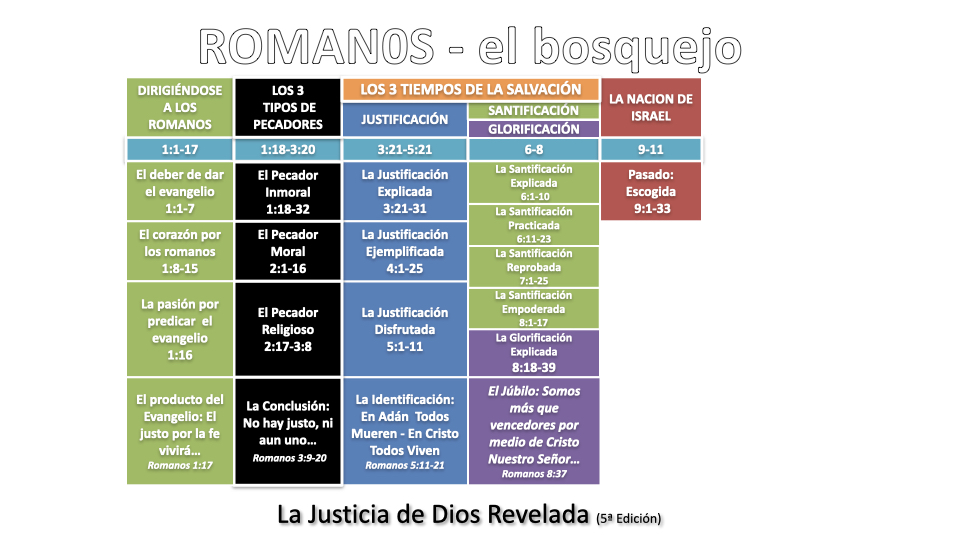 ROMAN0S - el bosquejo
DIRIGIÉNDOSE
A LOS
ROMANOS
LOS 3
TIPOS DE
PECADORES
LOS 3 TIEMPOS DE LA SALVACIÓN
JUSTIFICACIÓN
SANTIFICACIÓN
GLORIFICACIÓN
LA NACION DE
ISRAEL
1:1-17
1:18-3:20
3:21-5:21
6-8
9-11
El deber de dar
el evangelio
1:1-7
El Pecador
Inmoral
1:18-32
La Justificación
Explicada
3:21-31
La Santificación
Explicada
6:1-10
Pasado:
Escogida
9:1-33
El corazón por
los romanos
1:8-15
El Pecador
Moral
2:1-16
La Justificación
Ejemplificada
4:1-25
La Santificación
Practicada
6:11-23
La Santificación
Reprobada
7:1-25
La pasión por
predicar el
evangelio
1:16
El Pecador
Religioso
2:17-3:8
La Justificación
Disfrutada
5:1-11
La Santificación
Empoderada
8:1-17
La Glorificación
Explicada
8:18-39
El producto del
Evangelio: El
justo por la fe
vivirá…
Romanos 1:17
La Conclusión:
No hay justo, ni
aun uno…
Romanos 3:9-20
La Identificación:
En Adán Todos
Mueren - En Cristo
Todos Viven
Romanos 5:11-21
El Júbilo: Somos
más que
vencedores por
medio de Cristo
Nuestro Señor…
Romanos 8:37
La Justicia de Dios Revelada (5ª Edición)